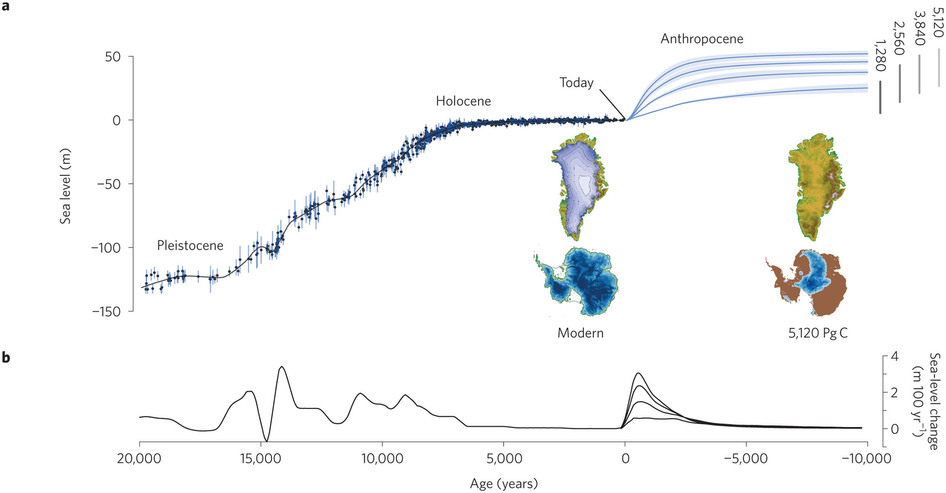 a
5,120
3,840
2,560
1,280
Anthropocene
50
Today
Holocene
0
Sea level (m)
−50
−100
Pleistocene
−150
Modern
5,120 Pg C
b
4
2
0
Sea-level change
(m 100 yr⁻¹)
20,000
15,000
10,000
5,000
0
−5,000
−10,000
Age (years)